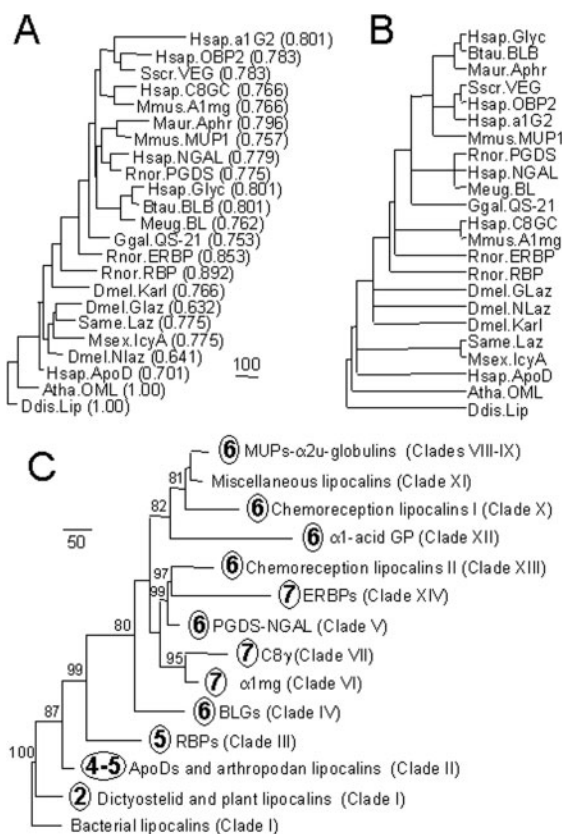 A
Hsap.a1G2 (0.801)
Hsap.OBP2 (0.783)
Sscr.VEG (0.783)
Hsap.C8GC (0.766)
Mmus.A1mg (0.766)
Maur.Aphr (0.796)
Mmus.MUP1 (0.757)
Hsap.NGAL (0.779)
Rnor.PGDS (0.775)
Hsap.Glyc (0.801)
Btau.BLB (0.801)
Meug.BL (0.762)
Ggal.QS-21 (0.753)
Rnor.ERBP (0.853)
Rnor.RBP (0.892)
Dmel.Karl (0.766)
Dmel.Glaz (0.632)
Same.Laz (0.775)
Msex.IcyA (0.775)
Dmel.Nlaz (0.641)
Hsap.ApoD (0.701)
Atha.OML (1.00)
Ddis.Lip (1.00)
100
B
Hsap.Glyc
Btau.BLB
Maur.Aphr
Sscr.VEG
Hsap.OBP2
Hsap.a1G2
Mmus.MUP1
Rnor.PGDS
Hsap.NGAL
Meug.BL
Ggal.QS-21
Hsap.C8GC
Mmus.A1mg
Rnor.ERBP
Rnor.RBP
Dmel.GLaz
Dmel.NLaz
Dmel.Karl
Same.Laz
Msex.IcyA
Hsap.ApoD
Atha.OML
Ddis.Lip
C
50
6 MUPs-α2u-globulins (Clades VIII-IX)
81
Miscellaneous lipocalins (Clade XI)
82
6 Chemoreception lipocalins I (Clade X)
6 α1-acid GP (Clade XII)
97
6 Chemoreception lipocalins II (Clade XIII)
99
7 ERBPs (Clade XIV)
80
6 PGDS-NGAL (Clade V)
95
7 C8γ (Clade VII)
7 α1mg (Clade VI)
99
6 BLGs (Clade IV)
87
5 RBPs (Clade III)
100
4-5 ApoDs and arthropodan lipocalins (Clade II)
2 Dictyostelid and plant lipocalins (Clade I)
Bacterial lipocalins (Clade I)